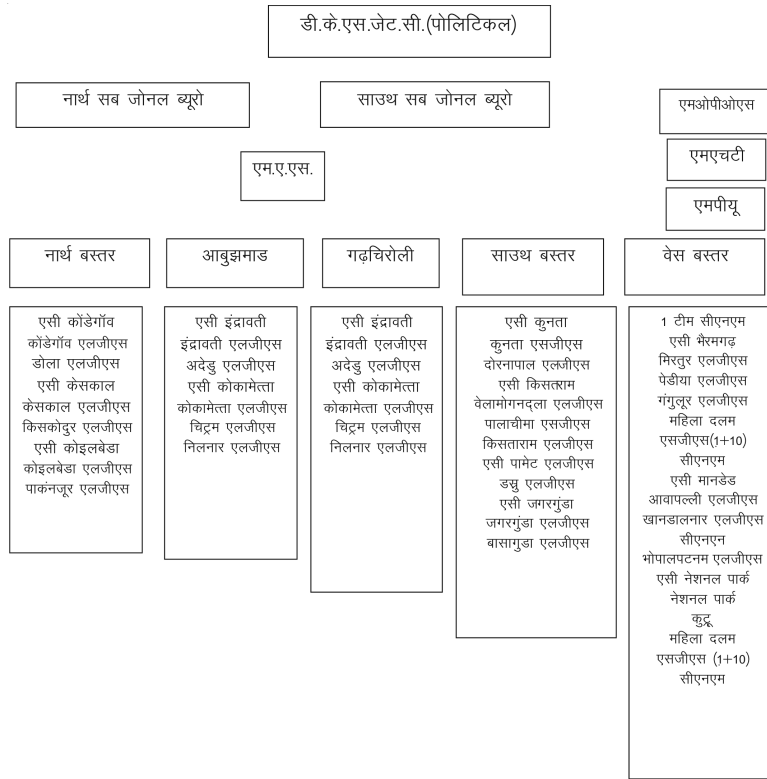 डी.के.एस.जेट.सी.(पोलिटिकल)
नार्थ सब जोनल ब्यूरो
साउथ सब जोनल ब्यूरो
एमओपीओएस
एम.ए.एस.
एमएचटी
एमपीयू
नार्थ बस्तर
आबुझमाड
गढ़चिरोली
साउथ बस्तर
वेस बस्तर
एसी कोंडेगॉव
कोंडेगॉव एलजीएस
डोला एलजीएस
एसी केसकाल
केसकाल एलजीएस
किसकोदुर एलजीएस
एसी कोइलबेडा
कोइलबेडा एलजीएस
पाकंनजूर एलजीएस
एसी इंद्रावती
इंद्रावती एलजीएस
अदेडु एलजीएस
एसी कोकामेत्ता
कोकामेत्ता एलजीएस
चिट्रम एलजीएस
निलनार एलजीएस
एसी इंद्रावती
इंद्रावती एलजीएस
अदेडु एलजीएस
एसी कोकामेत्ता
कोकामेत्ता एलजीएस
चिट्रम एलजीएस
निलनार एलजीएस
एसी कुनता
कुनता एसजीएस
दोरनापाल एलजीएस
एसी किसतराम
वेलामोगनद्ला एलजीएस
पालाचीमा एसजीएस
किसताराम एलजीएस
एसी पामेट एलजीएस
डस्रु एलजीएस
एसी जगरगुंडा
जगरगुंडा एलजीएस
बासागुडा एलजीएस
1 टीम सीएनएम
एसी भैरमगढ़
मिरतुर एलजीएस
पेडीया एलजीएस
गंगुलूर एलजीएस
महिला दलम
एसजीएस(1+10)
सीएनएम
एसी मानडेड
आवापल्ली एलजीएस
खानडालनार एलजीएस
सीएनएन
भोपालपटनम एलजीएस
एसी नेशनल पार्क
नेशनल पार्क
कुट्रू
महिला दलम
एसजीएस (1+10)
सीएनएम